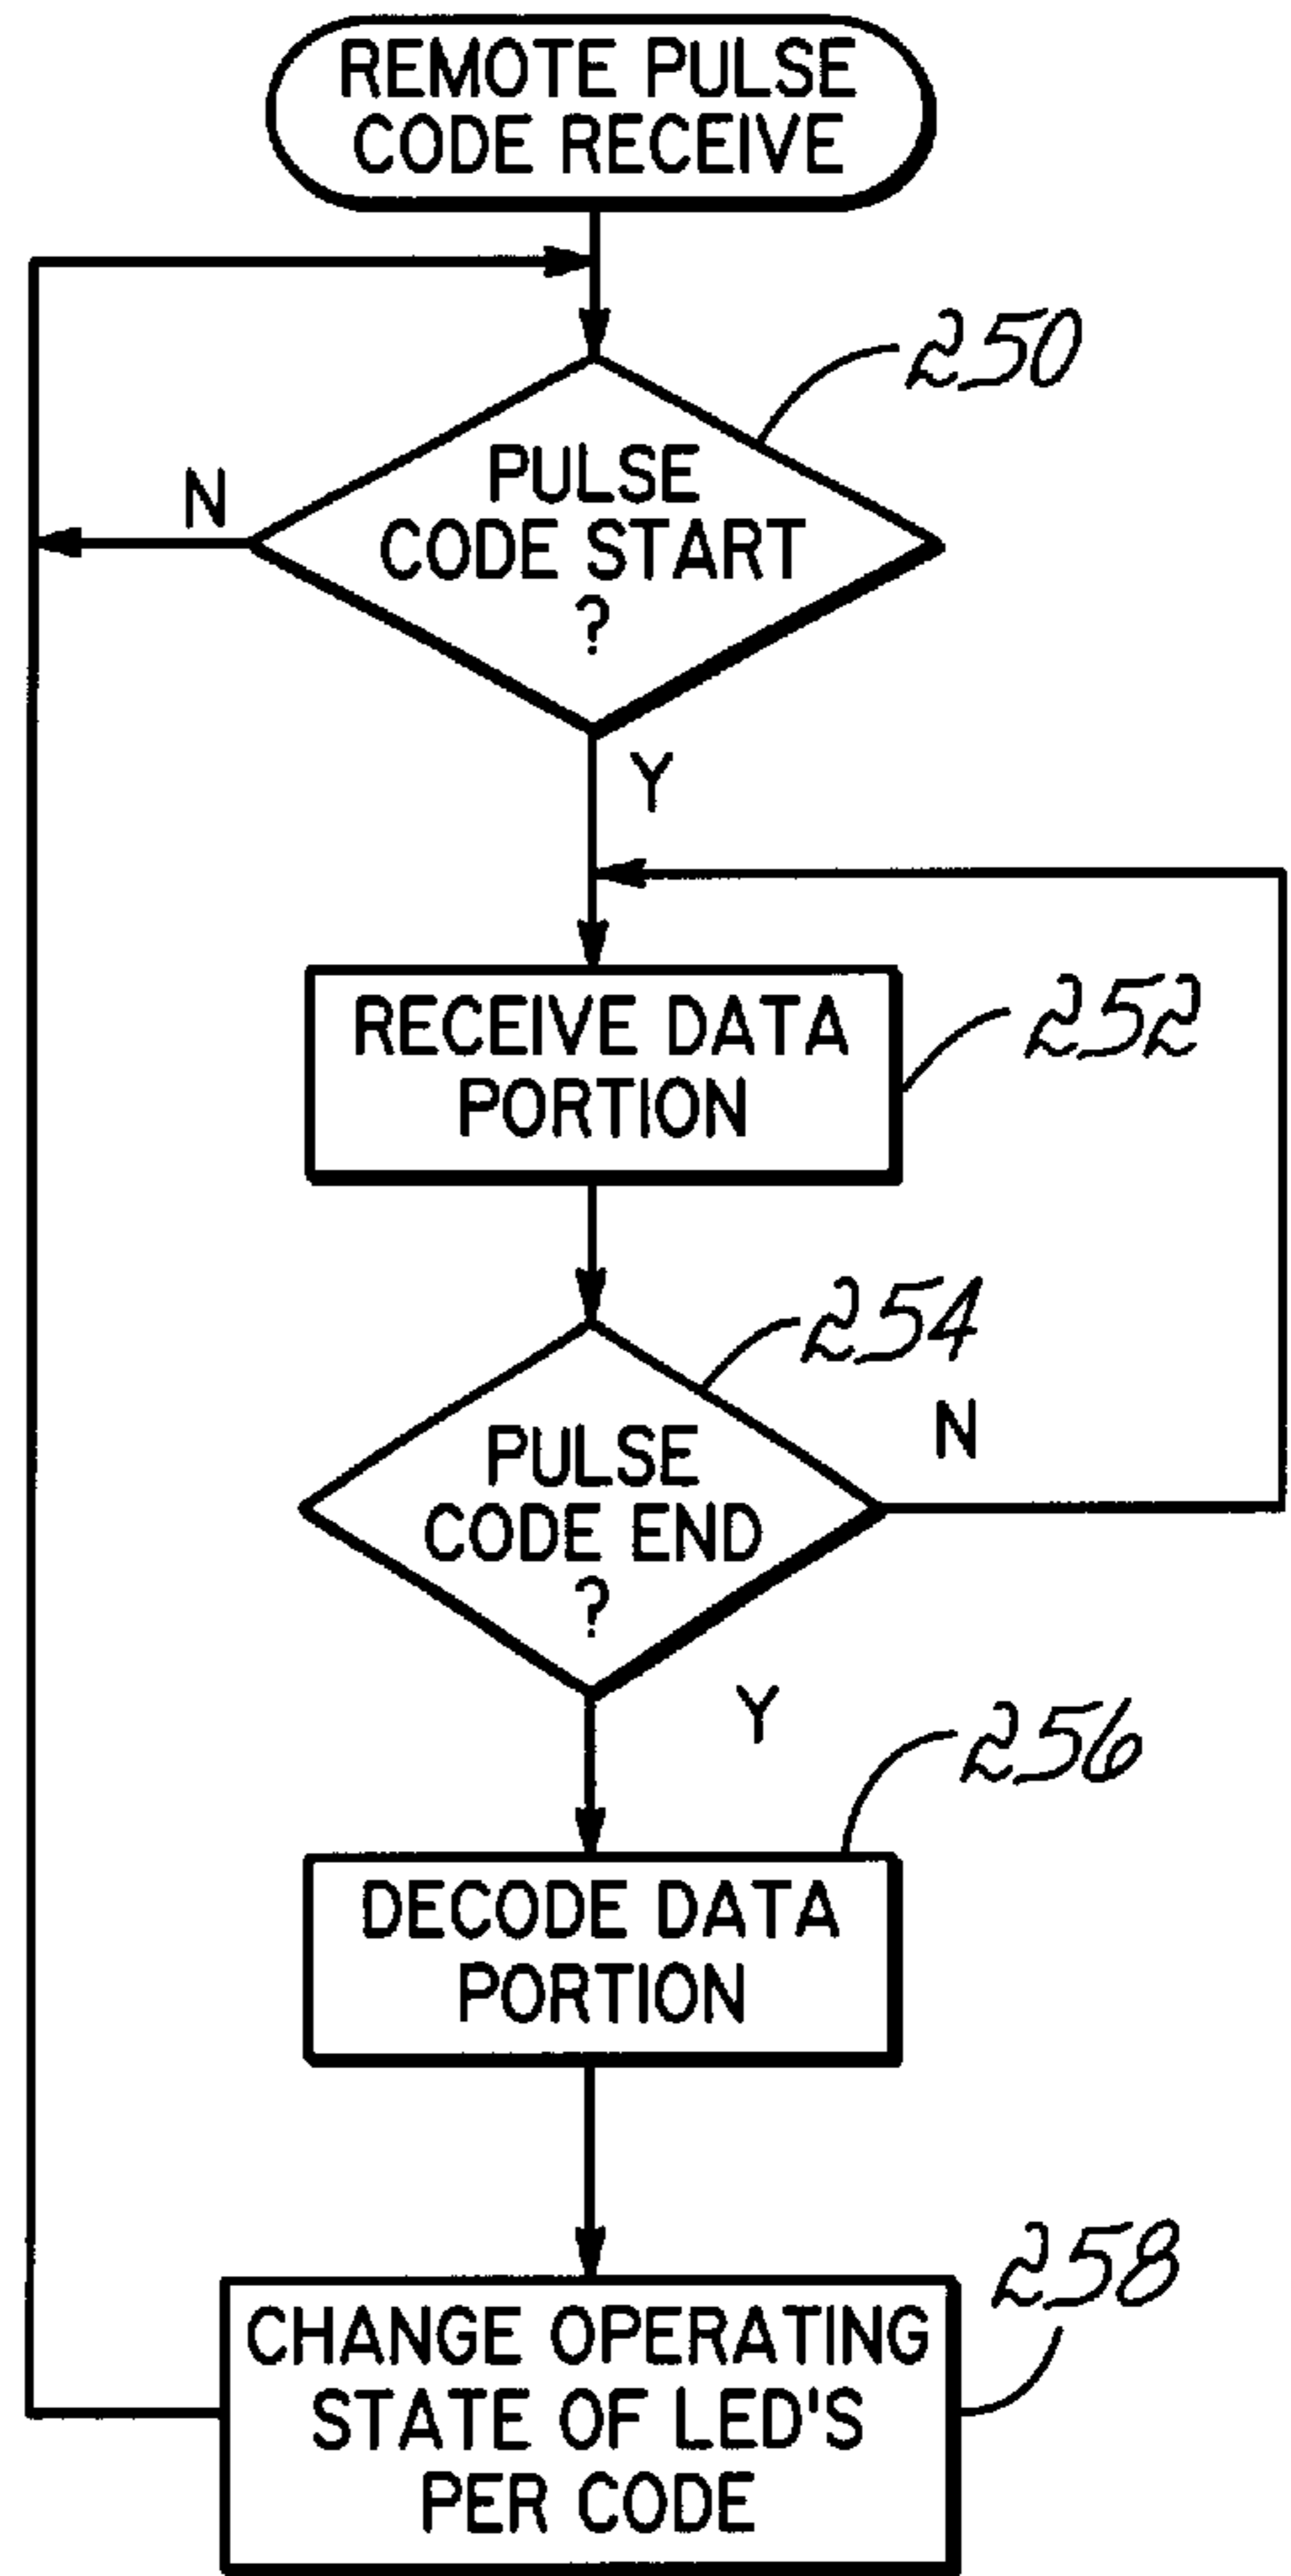 REMOTE PULSE
CODE RECEIVE
250
PULSE
CODE START
?
N
Y
RECEIVE DATA
PORTION
252
254
PULSE
CODE END
?
N
Y
256
DECODE DATA
PORTION
258
CHANGE OPERATING
STATE OF LED'S
PER CODE